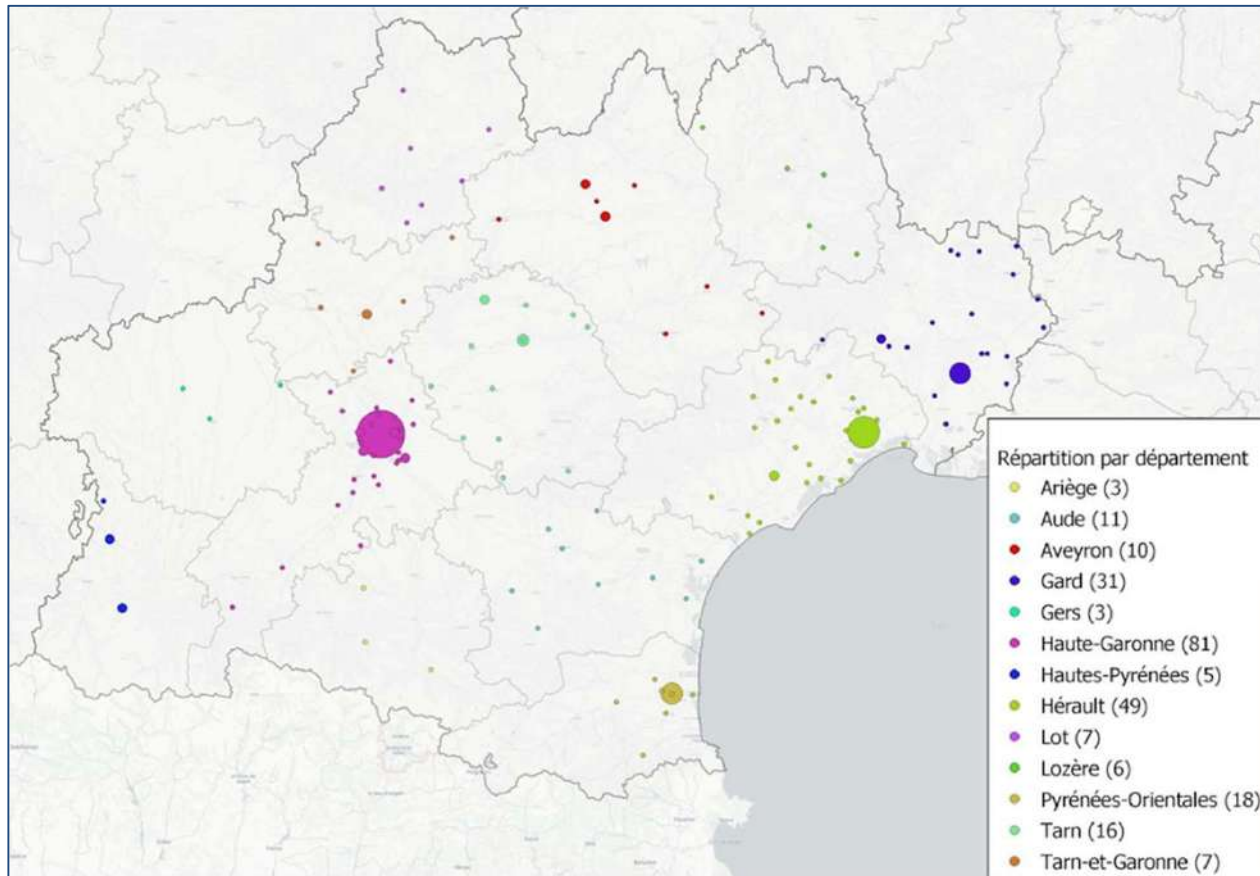 Répartition par département
Ariège (3)
Aude (11)
Aveyron (10)
Gard (31)
Gers (3)
Haute-Garonne (81)
Hautes-Pyrénées (5)
Hérault (49)
Lot (7)
Lozère (6)
Pyrénées-Orientales (18)
Tarn (16)
Tarn-et-Garonne (7)